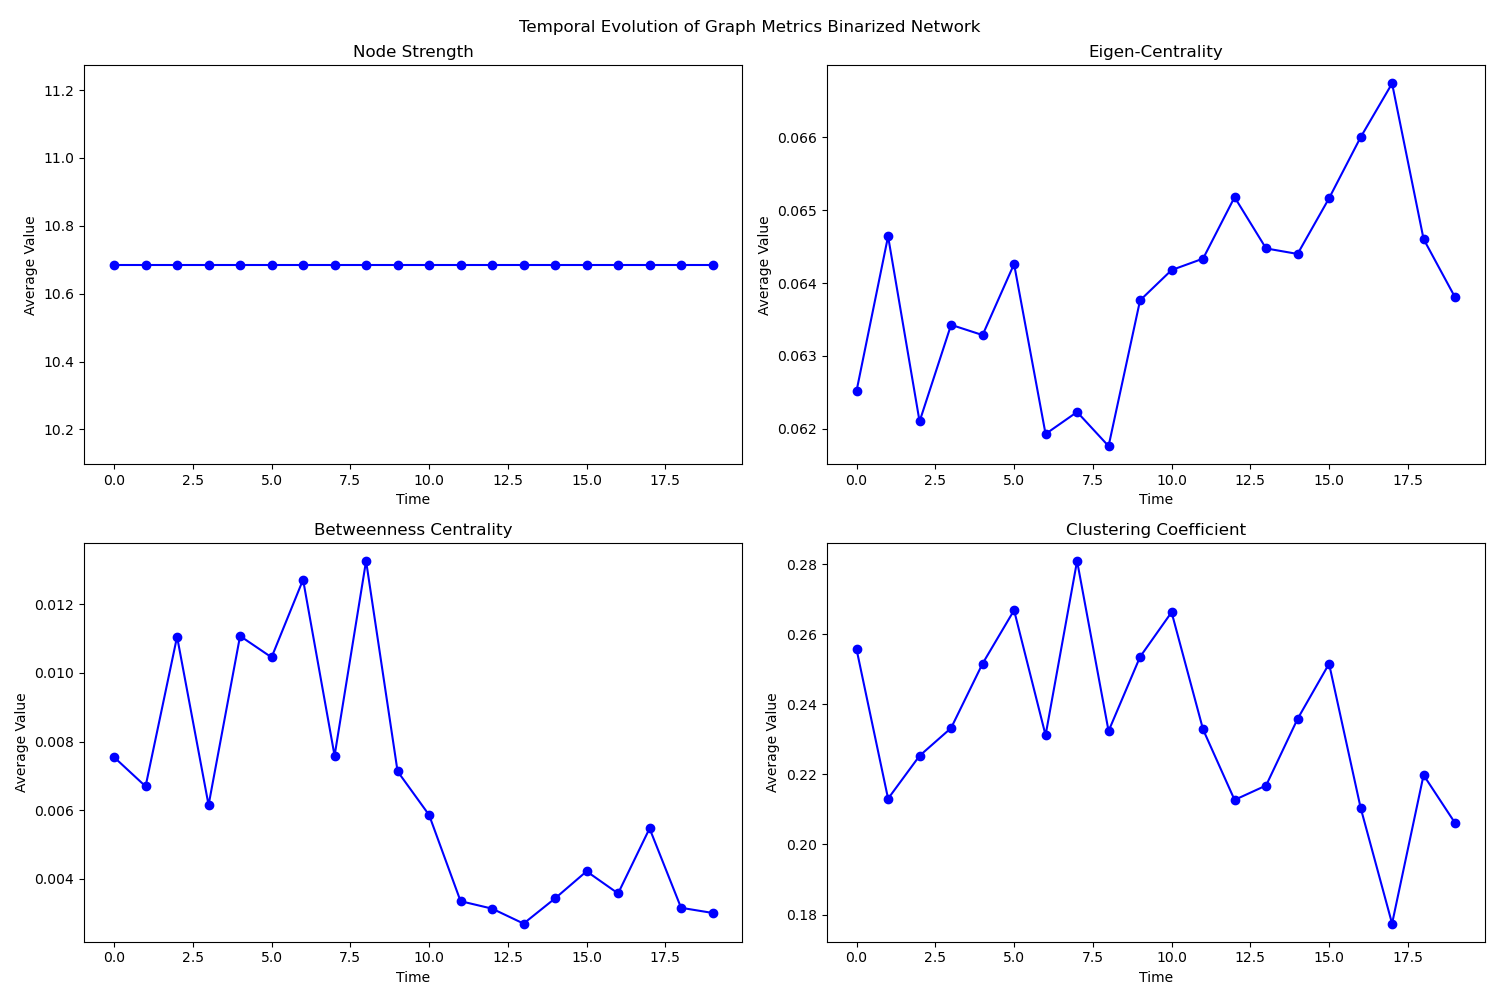 Temporal Evolution of Graph Metrics Binarized Network
Node Strength
11.2
11.0
10.8
10.6
10.4
10.2
Average Value
0.0 2.5 5.0 7.5 10.0 12.5 15.0 17.5
Time
Eigen-Centrality
0.066
0.065
0.064
0.063
0.062
Average Value
0.0 2.5 5.0 7.5 10.0 12.5 15.0 17.5
Time
Betweenness Centrality
0.012
0.010
0.008
0.006
0.004
Average Value
0.0 2.5 5.0 7.5 10.0 12.5 15.0 17.5
Time
Clustering Coefficient
0.28
0.26
0.24
0.22
0.20
0.18
Average Value
0.0 2.5 5.0 7.5 10.0 12.5 15.0 17.5
Time